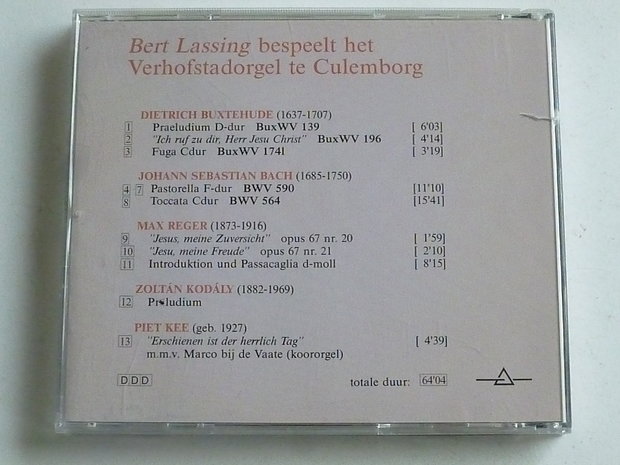 Bert Lassing bespeelt het
Verhofstadorgel te Culemborg
DIETRICH BUXTEHUDE (1637-1707)
1 Praeludium D-dur BuxWV 139 [ 6'03]
2 "Ich ruf zu dir, Herr Jesu Christ" BuxWV 196 [ 4'14]
3 Fuga Cdur BuxWV 174l [ 3'19]
JOHANN SEBASTIAN BACH (1685-1750)
4 7 Pastorella F-dur BWV 590 [11'10]
8 Toccata Cdur BWV 564 [15'41]
MAX REGER (1873-1916)
9 "Jesus, meine Zuversicht" opus 67 nr. 20 [ 1'59]
10 "Jesu, meine Freude" opus 67 nr. 21 [ 2'10]
11 Introduktion und Passacaglia d-moll [ 8'15]
ZOLTÁN KODÁLY (1882-1969)
12 Präludium
PIET KEE (geb. 1927)
13 "Erschienen ist der herrlich Tag" [ 4'39]
m.m.v. Marco bij de Vaate (koororgel)
DDD totale duur: 64'04